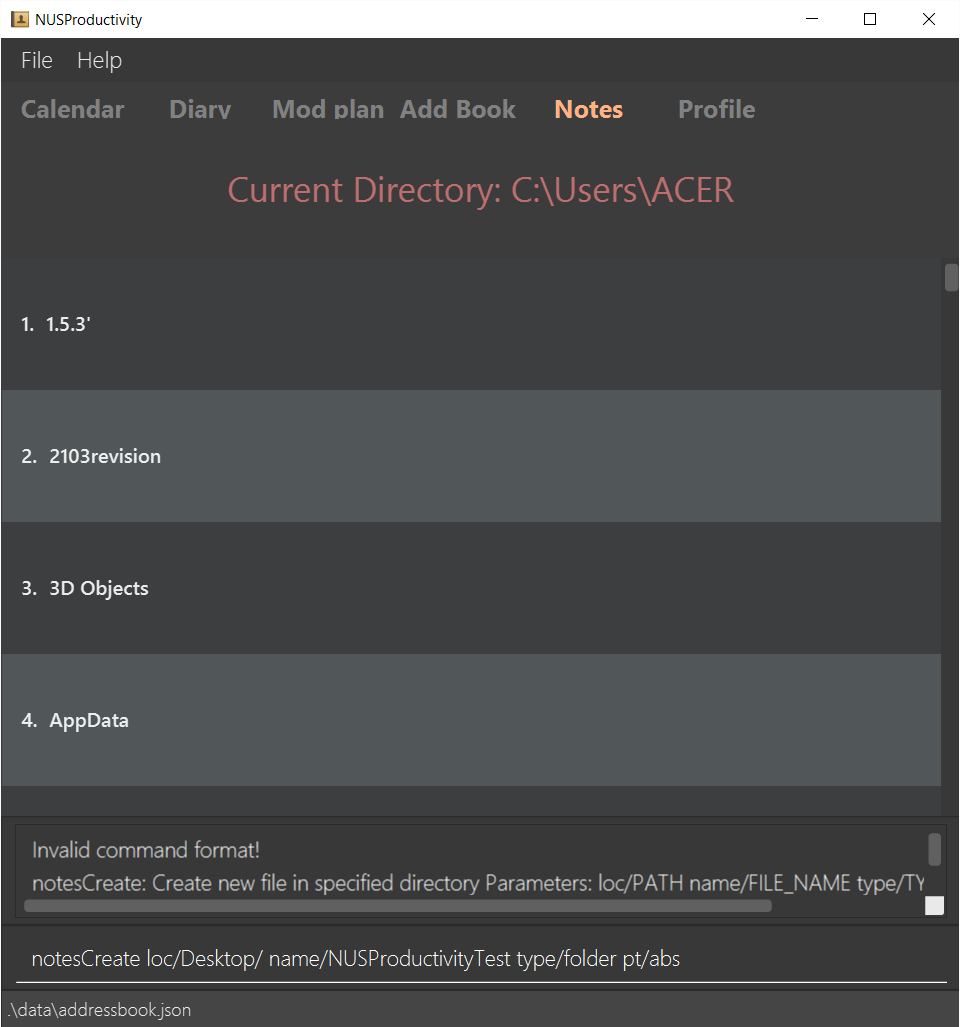 NUSProductivity
File Help
Calendar Diary Mod plan Add Book Notes Profile
Current Directory: C:\Users\ACER
1. 1.5.3'
2. 2103revision
3. 3D Objects
4. AppData
Invalid command format!
notesCreate: Create new file in specified directory Parameters: loc/PATH name/FILE_NAME type/TY
notesCreate loc/Desktop/ name/NUSProductivityTest type/folder pt/abs
.\data\addressbook.json